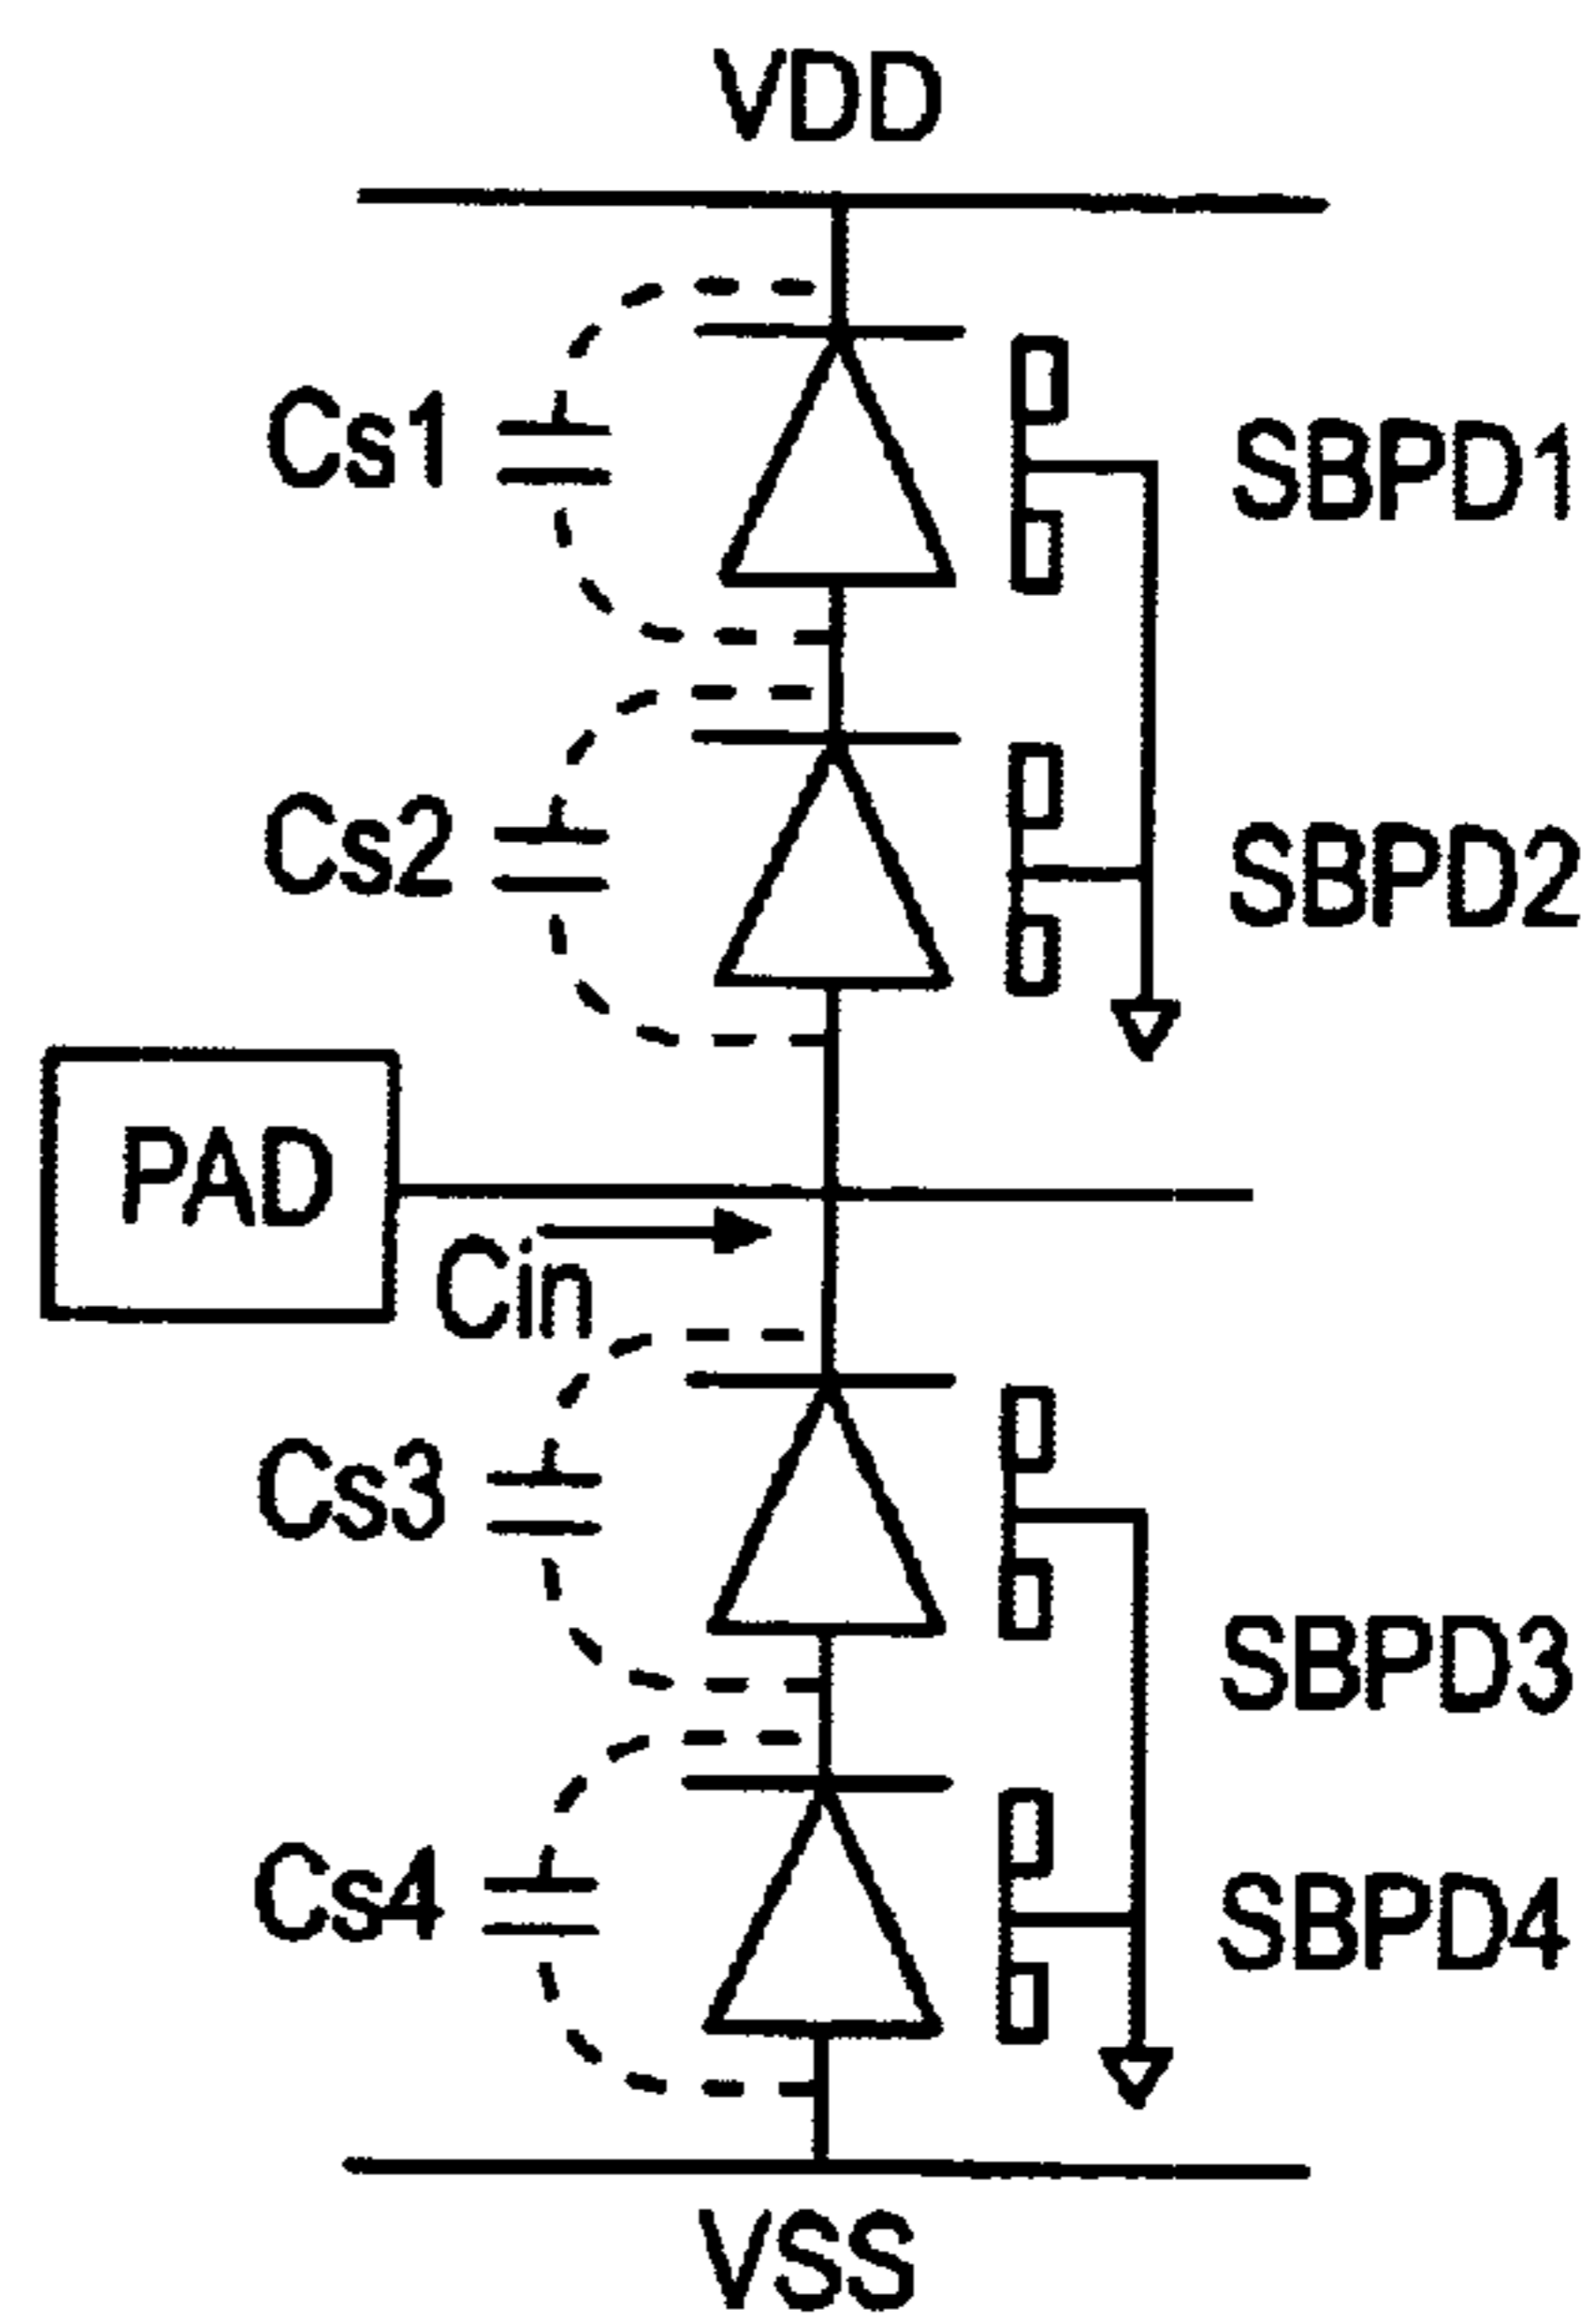 VDD
Cs1
SBPD1
Cs2
SBPD2
PAD
Cin
Cs3
SBPD3
Cs4
SBPD4
VSS